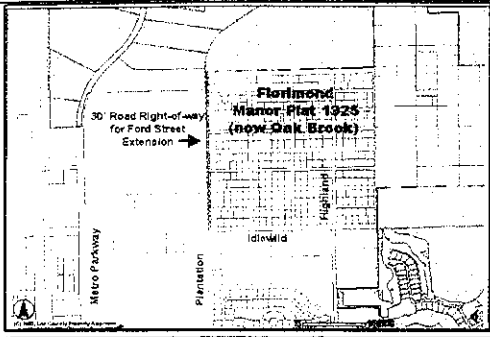 Florimond
Manor Plat 1925
(now Oak Brook)
30' Road Right-of-way
for Ford Street
Extension
Highland
Idlewild
Metro Parkway
Plantation